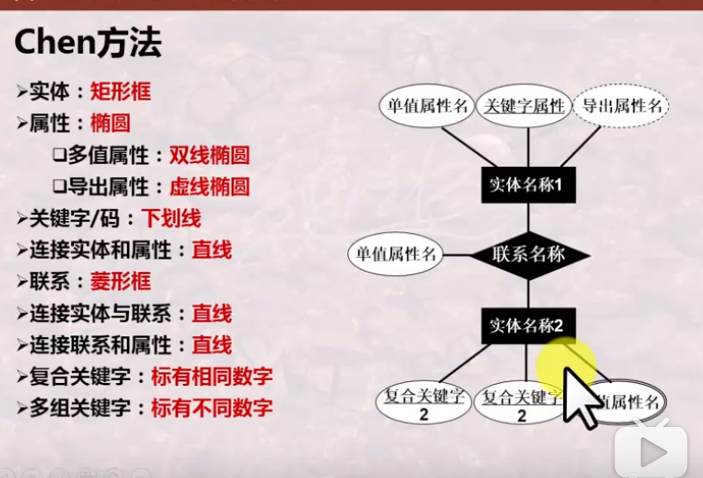 Chen方法
➢实体：矩形框
➢属性：椭圆
❑多值属性：双线椭圆
❑导出属性：虚线椭圆
➢关键字/码：下划线
➢连接实体和属性：直线
➢联系：菱形框
➢连接实体与联系：直线
➢连接联系和属性：直线
➢复合关键字：标有相同数字
➢多组关键字：标有不同数字
单值属性名
关键字属性
导出属性名
实体名称1
单值属性名
联系名称
实体名称2
复合关键字
2
复合关键字
2
值属性名